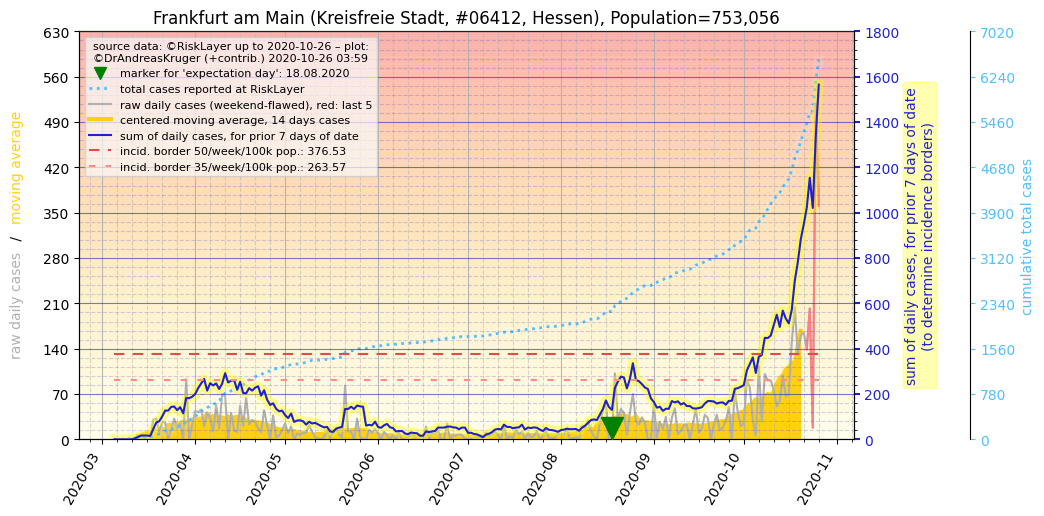 Frankfurt am Main (Kreisfreie Stadt, #06412, Hessen), Population=753,056
source data: ©RiskLayer up to 2020-10-26 – plot:
©DrAndreasKruger (+contrib.) 2020-10-26 03:59
marker for 'expectation day': 18.08.2020
total cases reported at RiskLayer
raw daily cases (weekend-flawed), red: last 5
centered moving average, 14 days cases
sum of daily cases, for prior 7 days of date
incid. border 50/week/100k pop.: 376.53
incid. border 35/week/100k pop.: 263.57
raw daily cases / moving average
630
560
490
420
350
280
210
140
70
0
2020-03
2020-04
2020-05
2020-06
2020-07
2020-08
2020-09
2020-10
2020-11
1800
1600
1400
1200
1000
800
600
400
200
0
sum of daily cases, for prior 7 days of date
(to determine incidence borders)
7020
6240
5460
4680
3900
3120
2340
1560
780
0
cumulative total cases